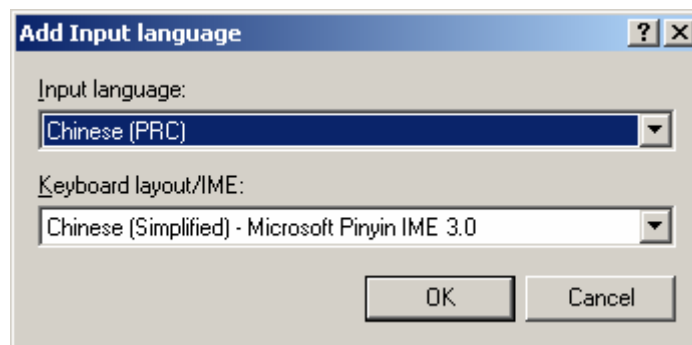 Add Input language
Input language:
Chinese (PRC)
Keyboard layout/IME:
Chinese (Simplified) - Microsoft Pinyin IME 3.0
OK Cancel